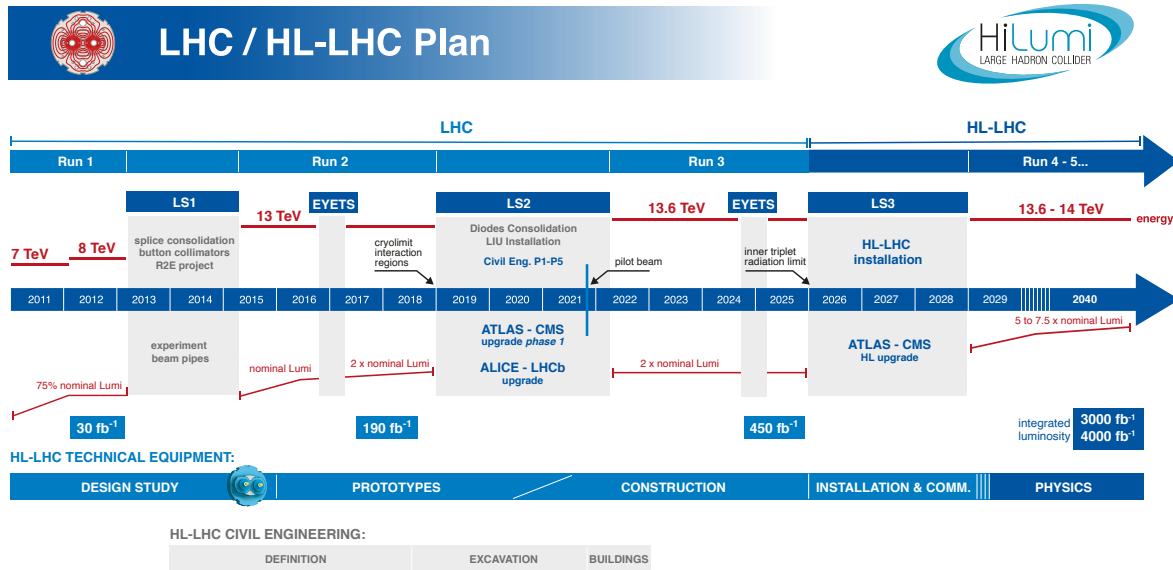 LHC / HL-LHC Plan
HiLumi
LARGE HADRON COLLIDER
LHC
HL-LHC
Run 1
Run 2
Run 3
Run 4 - 5...
LS1
EYETS
LS2
EYETS
LS3
13 TeV
13.6 TeV
13.6 - 14 TeV
energy
7 TeV
8 TeV
splice consolidation
button collimators
R2E project
cryolimit
interaction
regions
Diodes Consolidation
LIU Installation
Civil Eng. P1-P5
pilot beam
inner triplet
radiation limit
HL-LHC
installation
2011 2012 2013 2014 2015 2016 2017 2018 2019 2020 2021 2022 2023 2024 2025 2026 2027 2028 2029 2040
experiment
beam pipes
ATLAS - CMS
upgrade phase 1
ALICE - LHCb
upgrade
ATLAS - CMS
HL upgrade
5 to 7.5 x nominal Lumi
75% nominal Lumi
nominal Lumi
2 x nominal Lumi
2 x nominal Lumi
30 fb⁻¹
190 fb⁻¹
450 fb⁻¹
integrated
luminosity
3000 fb⁻¹
4000 fb⁻¹
HL-LHC TECHNICAL EQUIPMENT:
DESIGN STUDY
PROTOTYPES
CONSTRUCTION
INSTALLATION & COMM.
PHYSICS
HL-LHC CIVIL ENGINEERING:
DEFINITION
EXCAVATION
BUILDINGS